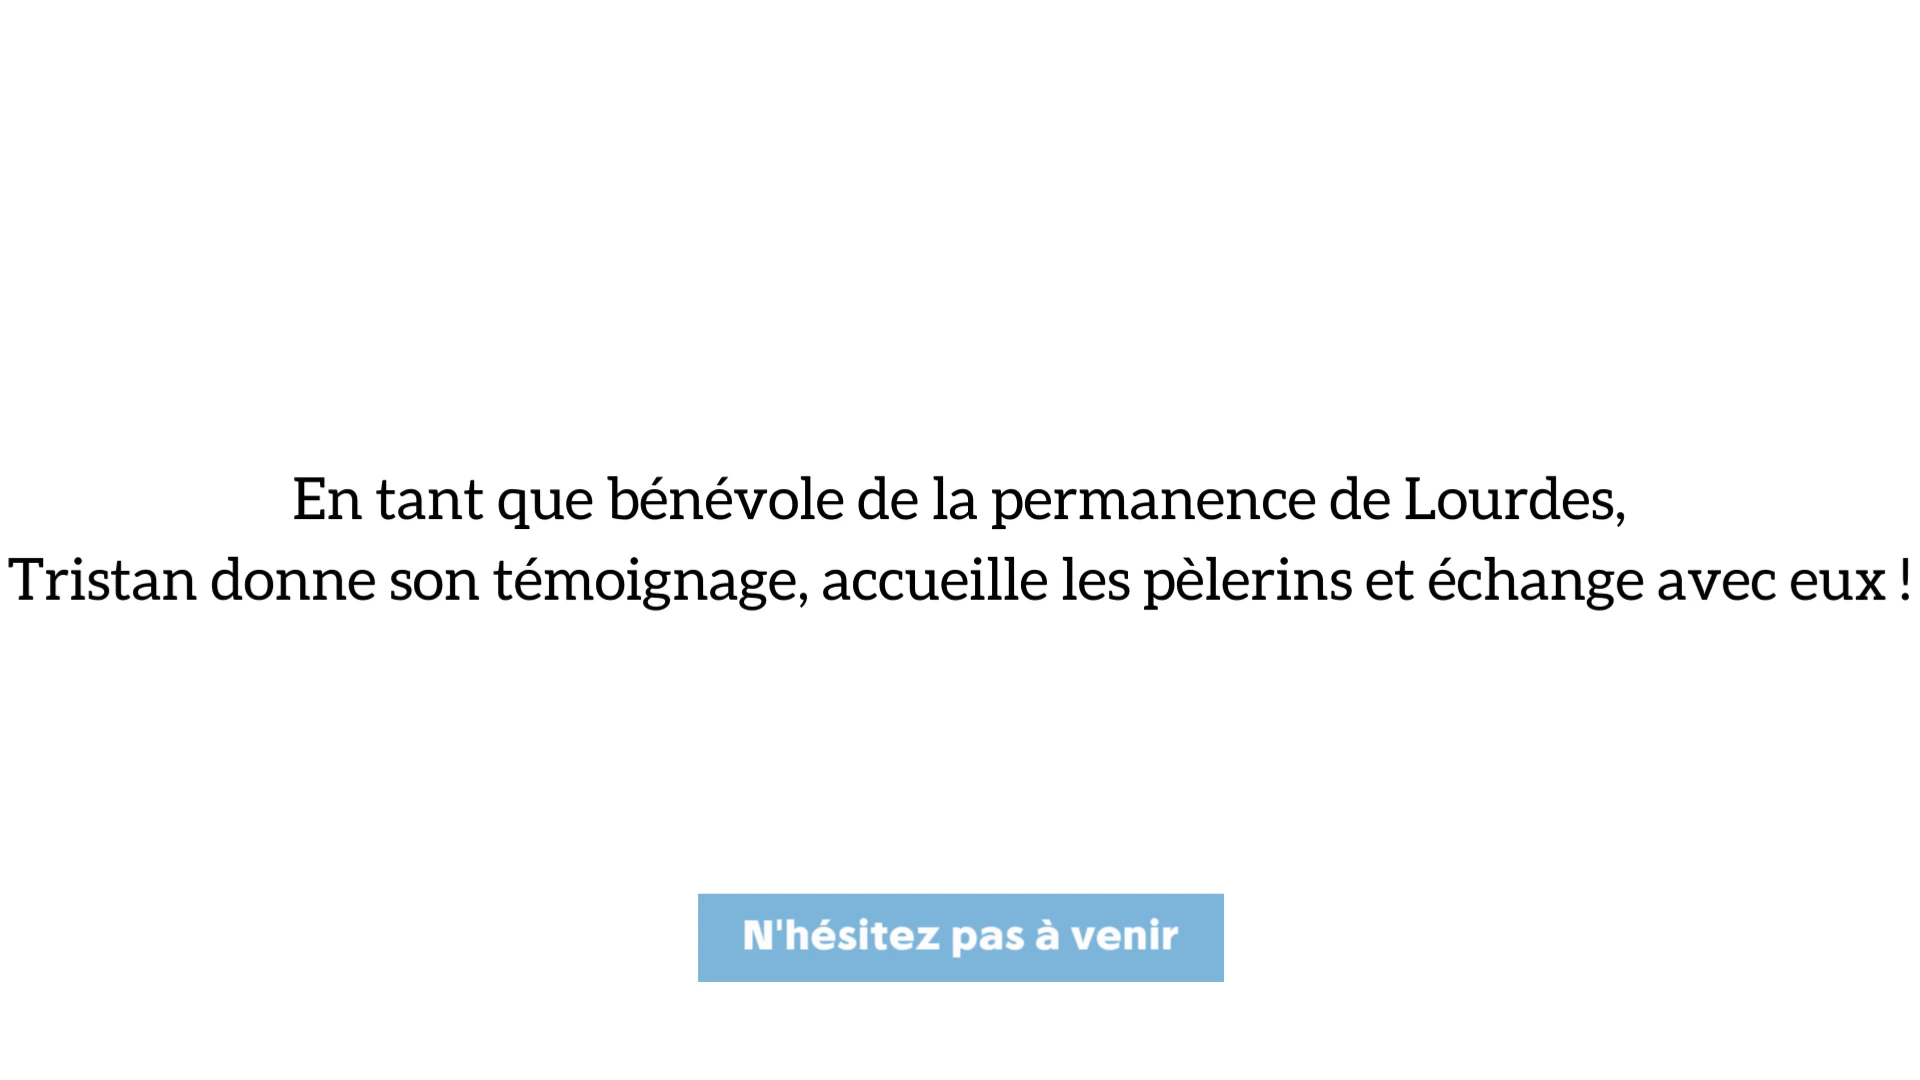 En tant que bénévole de la permanence de Lourdes,
Tristan donne son témoignage, accueille les pèlerins et échange avec eux !
N'hésitez pas à venir